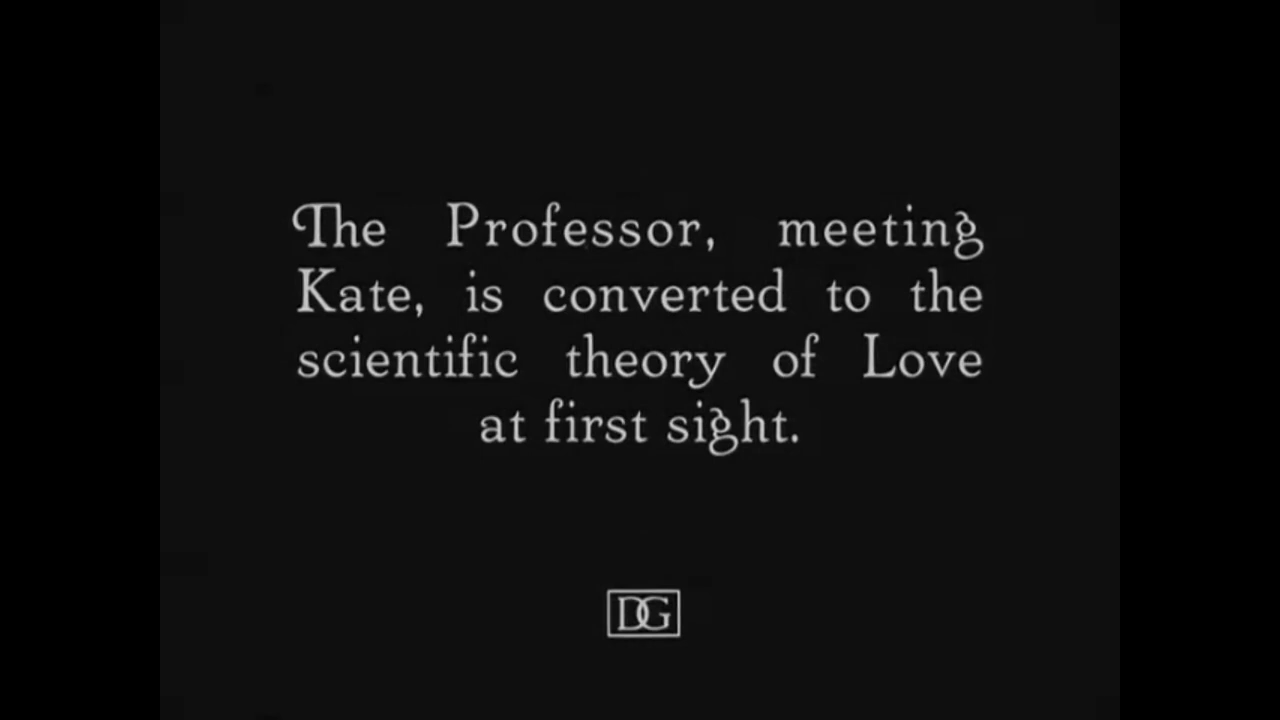 The Professor, meeting
Kate, is converted to the
scientific theory of Love
at first sight.
DG